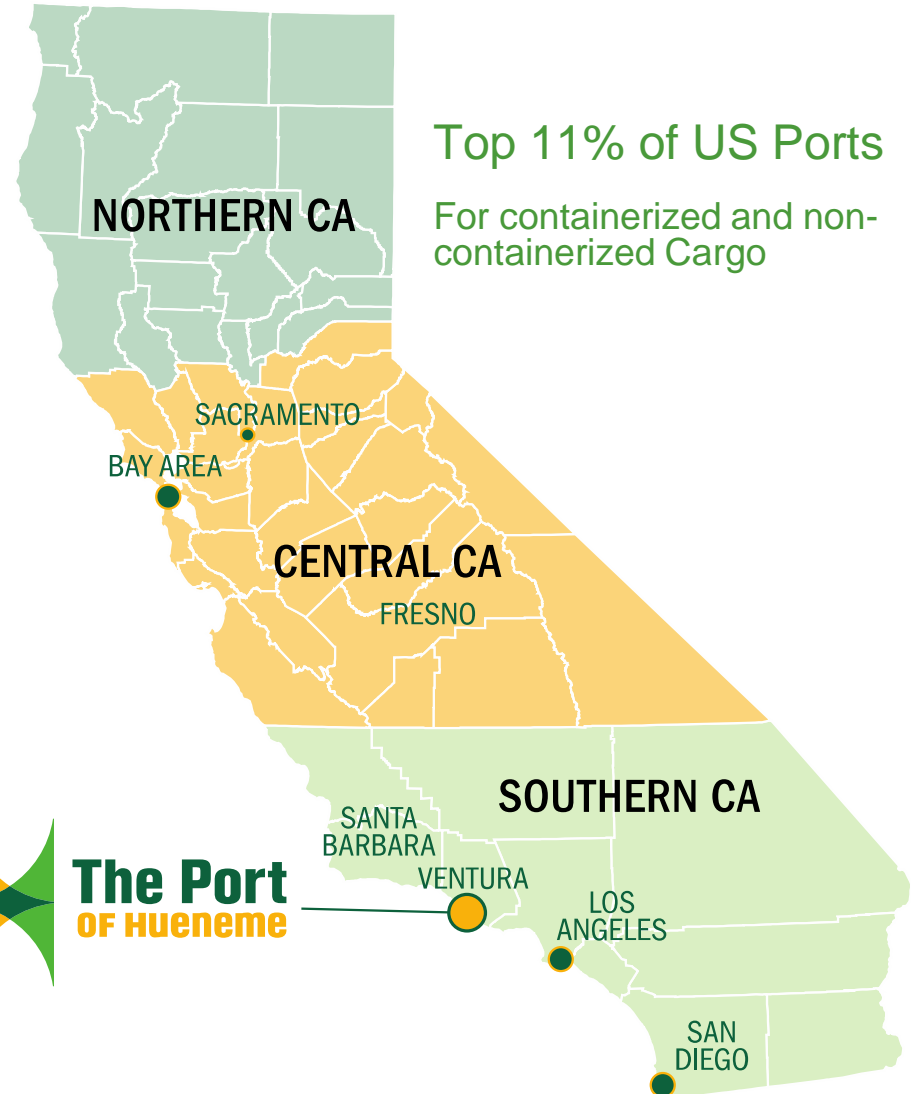 Top 11% of US Ports
For containerized and non-
containerized Cargo
NORTHERN CA
SACRAMENTO
BAY AREA
CENTRAL CA
FRESNO
SOUTHERN CA
SANTA
BARBARA
VENTURA
The Port
OF HUENEME
LOS
ANGELES
SAN
DIEGO